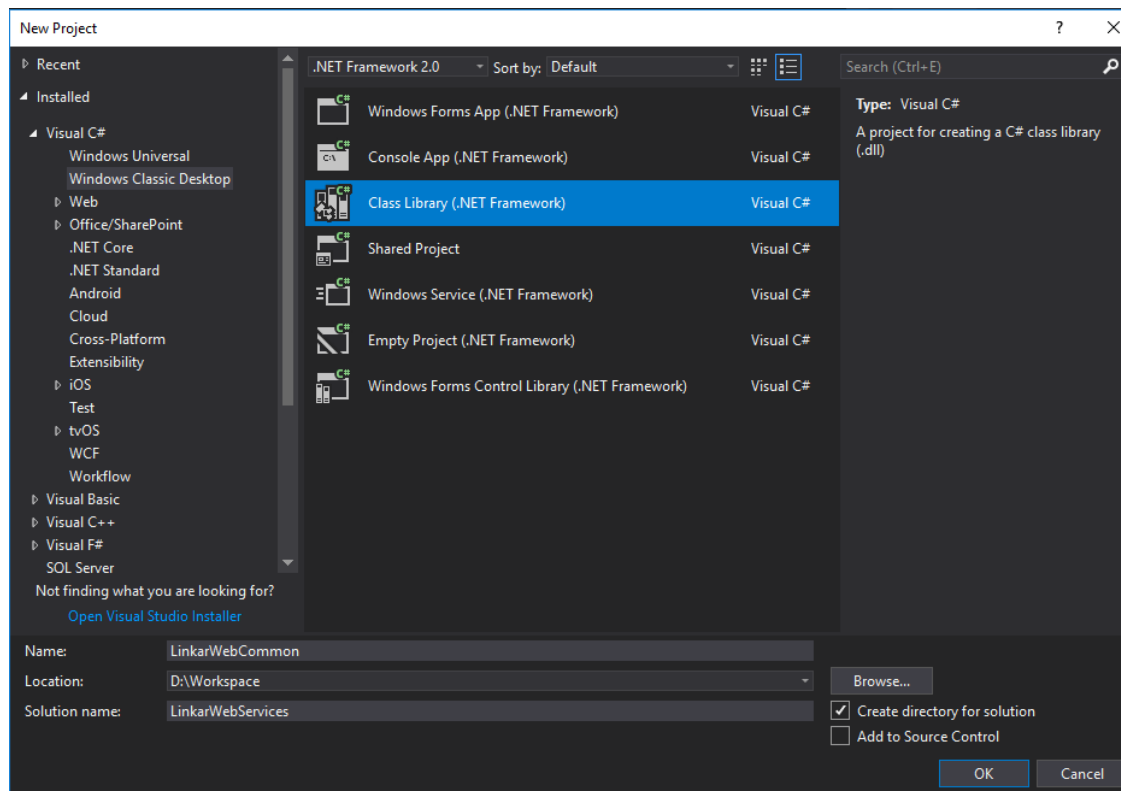 New Project
? ×
Recent
Installed
Visual C#
Windows Universal
Windows Classic Desktop
Web
Office/SharePoint
.NET Core
.NET Standard
Android
Cloud
Cross-Platform
Extensibility
iOS
Test
tvOS
WCF
Workflow
Visual Basic
Visual C++
Visual F#
SQL Server
Not finding what you are looking for?
Open Visual Studio Installer
.NET Framework 2.0 Sort by: Default
C# Windows Forms App (.NET Framework) Visual C#
C# C:\ Console App (.NET Framework) Visual C#
C# Class Library (.NET Framework) Visual C#
C# Shared Project Visual C#
C# Windows Service (.NET Framework) Visual C#
C# Empty Project (.NET Framework) Visual C#
C# Windows Forms Control Library (.NET Framework) Visual C#
Search (Ctrl+E)
Type: Visual C#
A project for creating a C# class library
(.dll)
Name: LinkarWebCommon
Location: D:\Workspace
Browse...
Solution name: LinkarWebServices
Create directory for solution
Add to Source Control
OK Cancel